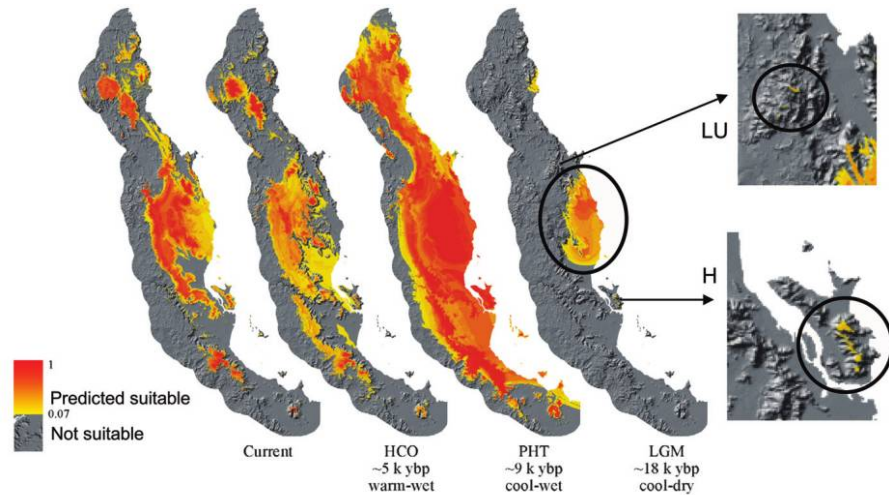 LU
H
1
Predicted suitable
0.07
Not suitable
Current
HCO
~5 k ybp
warm-wet
PHT
~9 k ybp
cool-wet
LGM
~18 k ybp
cool-dry